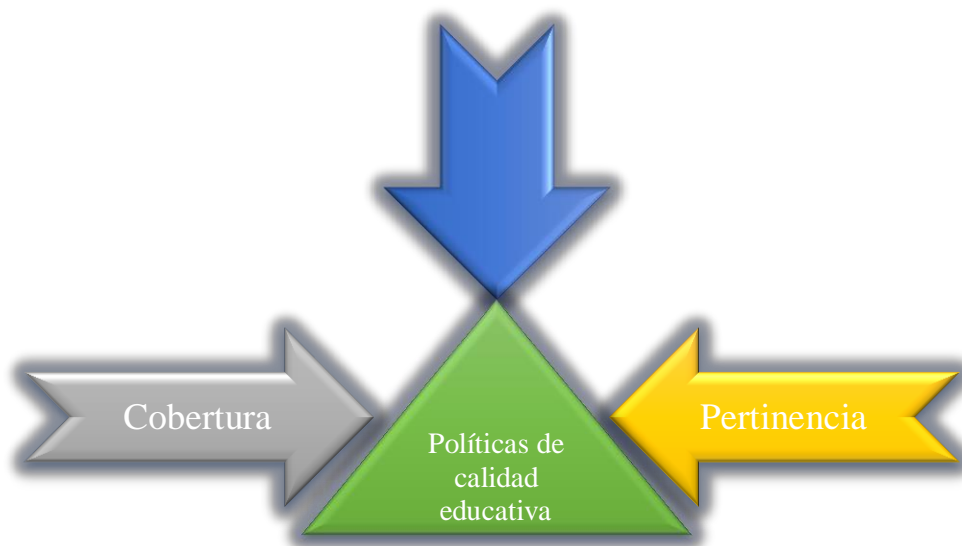 Cobertura
Pertinencia
Políticas de
calidad
educativa